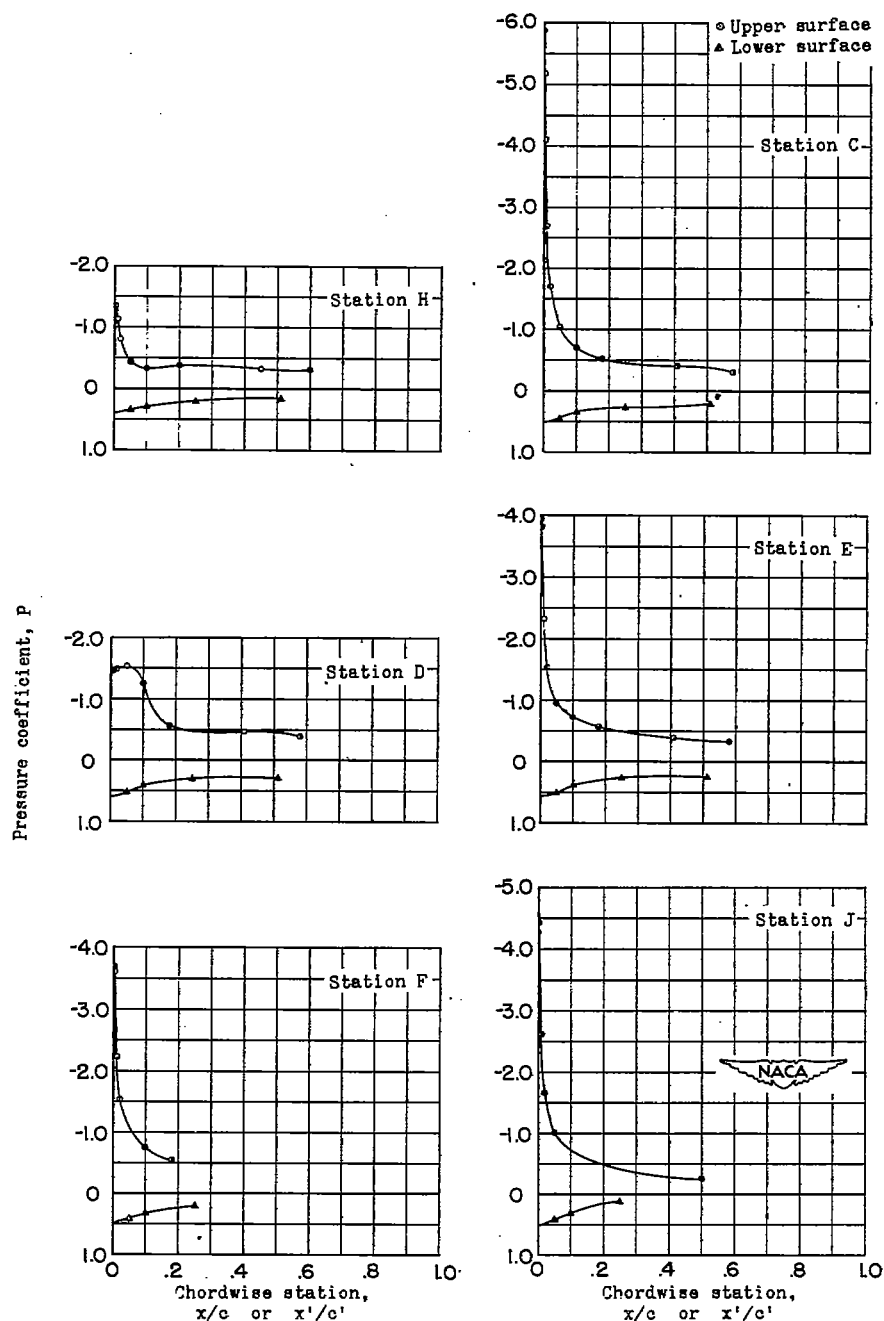 -6.0
⊙ Upper surface
▲ Lower surface
-5.0
-4.0
Station C
-3.0
-2.0
-1.0
0
1.0
-2.0
Station H
-1.0
0
1.0
-4.0
Station E
-3.0
-2.0
-1.0
0
1.0
Pressure coefficient, P
-2.0
Station D
-1.0
0
1.0
-4.0
Station F
-3.0
-2.0
-1.0
0
1.0
0 .2 .4 .6 .8 1.0
Chordwise station,
x/c or x'/c'
-5.0
Station J
-4.0
-3.0
-2.0
NACA
-1.0
0
1.0
0 .2 .4 .6 .8 1.0
Chordwise station,
x/c or x'/c'